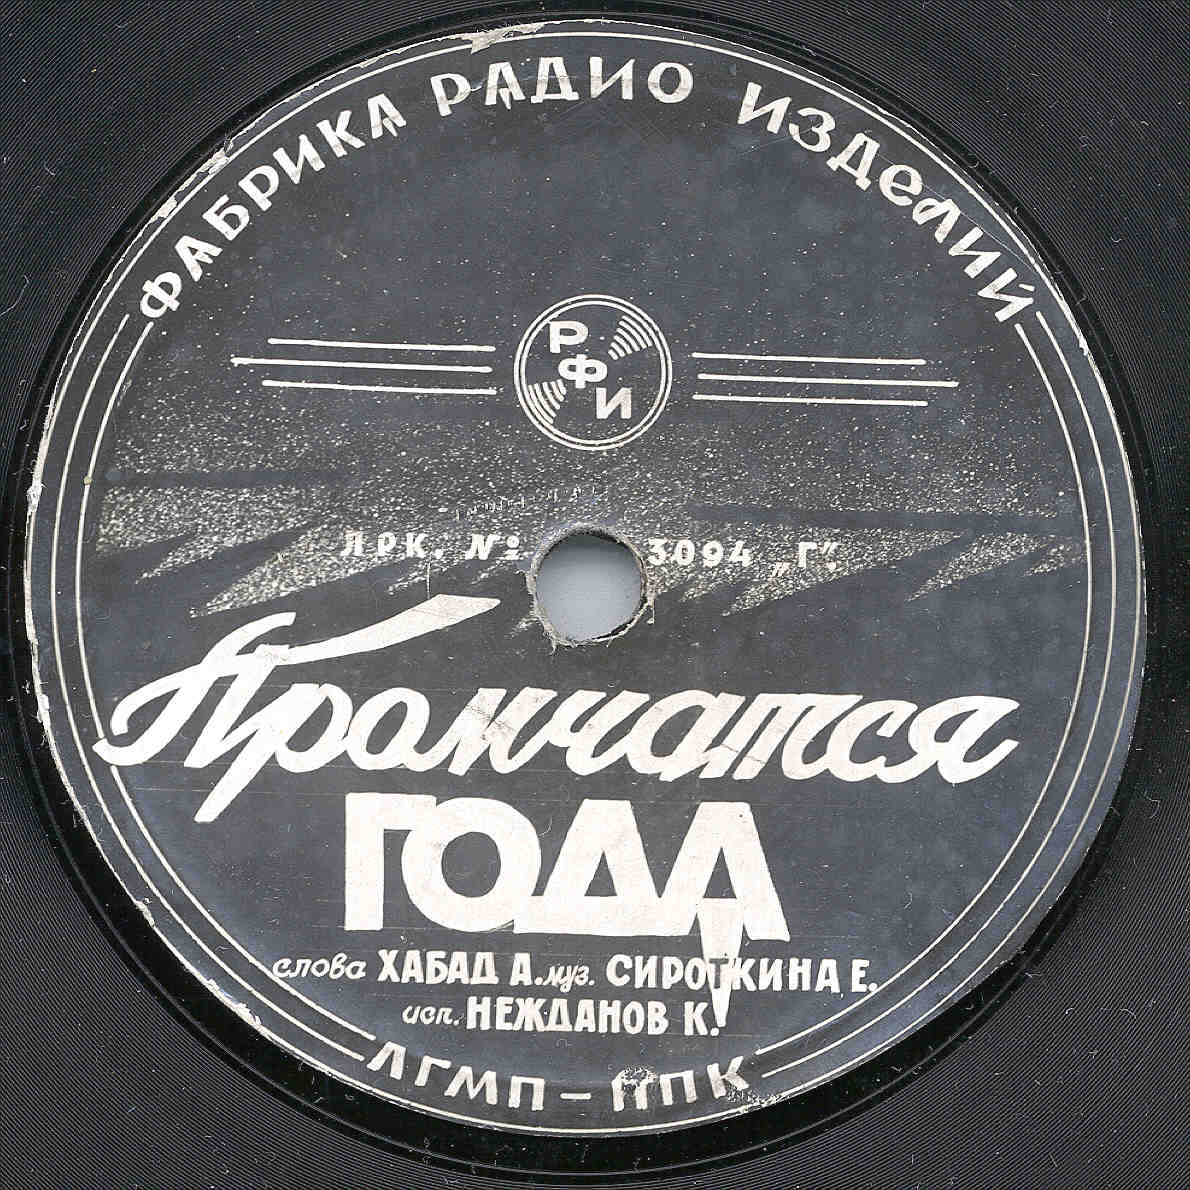 ФАБРИКА РАДИО ИЗДЕЛИЙ
РФИ
ЛРК. № 3094 „Г".
Промчатся
ГОДА
слова ХАБАД А. муз. СИРОТКИНА Е.
исп. НЕЖДАНОВ К.
ЛГМП – ППК